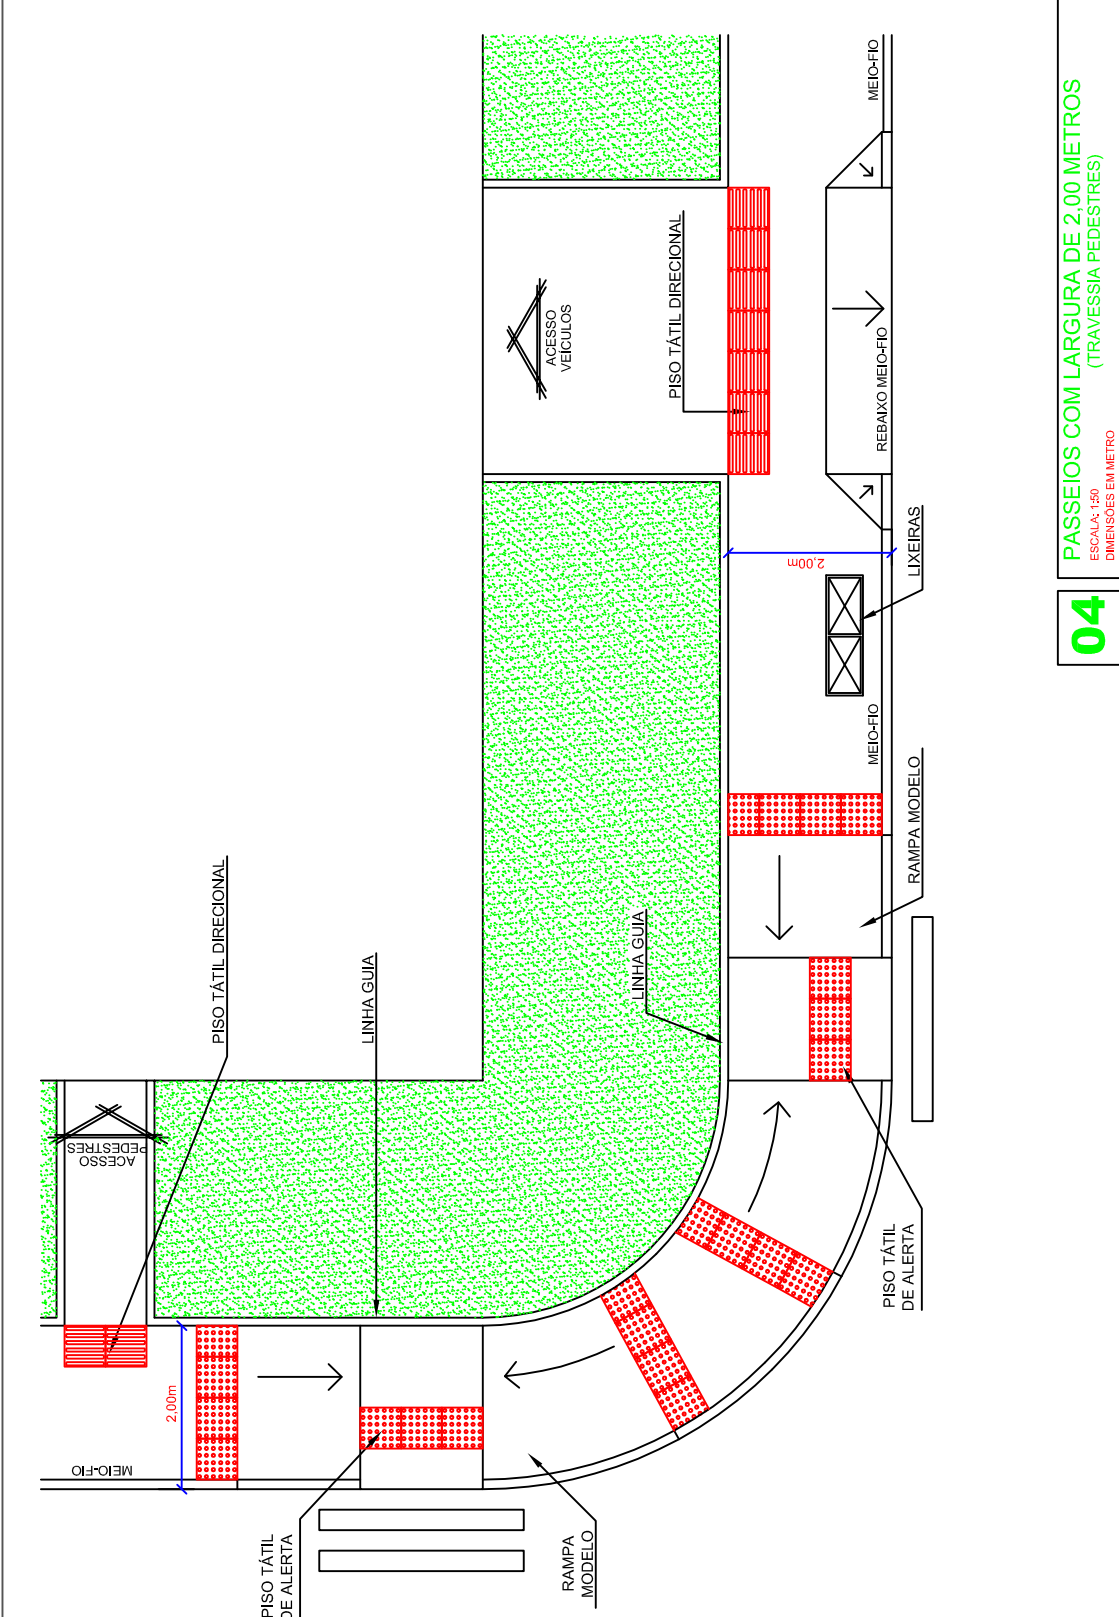 MEIO-FIO
PISO TÁTIL DIRECIONAL
ACESSO
VEÍCULOS
REBAIXO MEIO-FIO
2,00m
LIXEIRAS
MEIO-FIO
RAMPA MODELO
LINHA GUIA
PISO TÁTIL
DE ALERTA
PISO TÁTIL DIRECIONAL
LINHA GUIA
ACESSO
PEDESTRES
2,00m
MEIO-FIO
PISO TÁTIL
DE ALERTA
RAMPA
MODELO
04
PASSEIOS COM LARGURA DE 2,00 METROS
(TRAVESSIA PEDESTRES)
ESCALA: 1:50
DIMENSÕES EM METRO